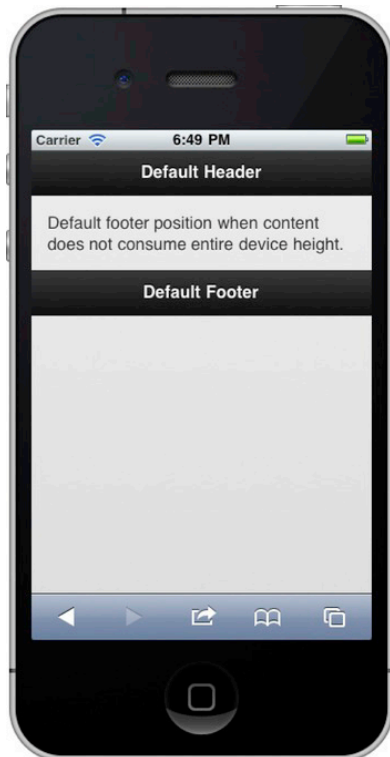 Carrier 6:49 PM
Default Header
Default footer position when content
does not consume entire device height.
Default Footer